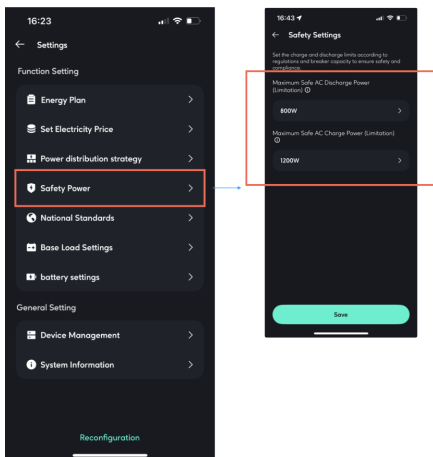 16:23
← Settings
Function Setting
Energy Plan
Set Electricity Price
Power distribution strategy
Safety Power
National Standards
Base Load Settings
battery settings
General Setting
Device Management
System Information
Reconfiguration
16:43
← Safety Settings
Set the charge and discharge limits according to
regulations and breaker capacity to ensure safety and
compliance.
Maximum Safe AC Discharge Power
(Limitation)
800W
Maximum Safe AC Charge Power (Limitation)
1200W
Save